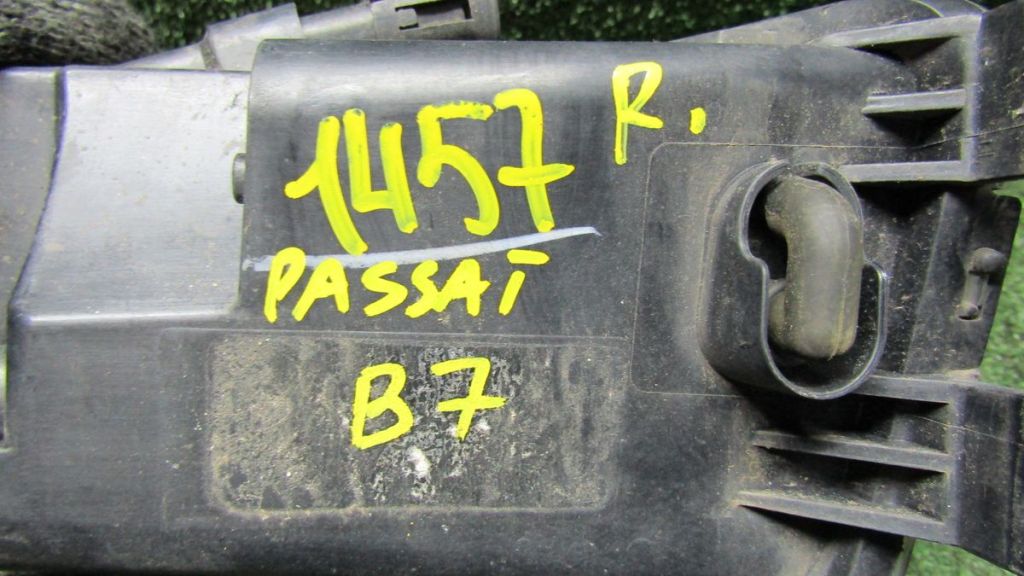 1457 R.
PASSAT
B7